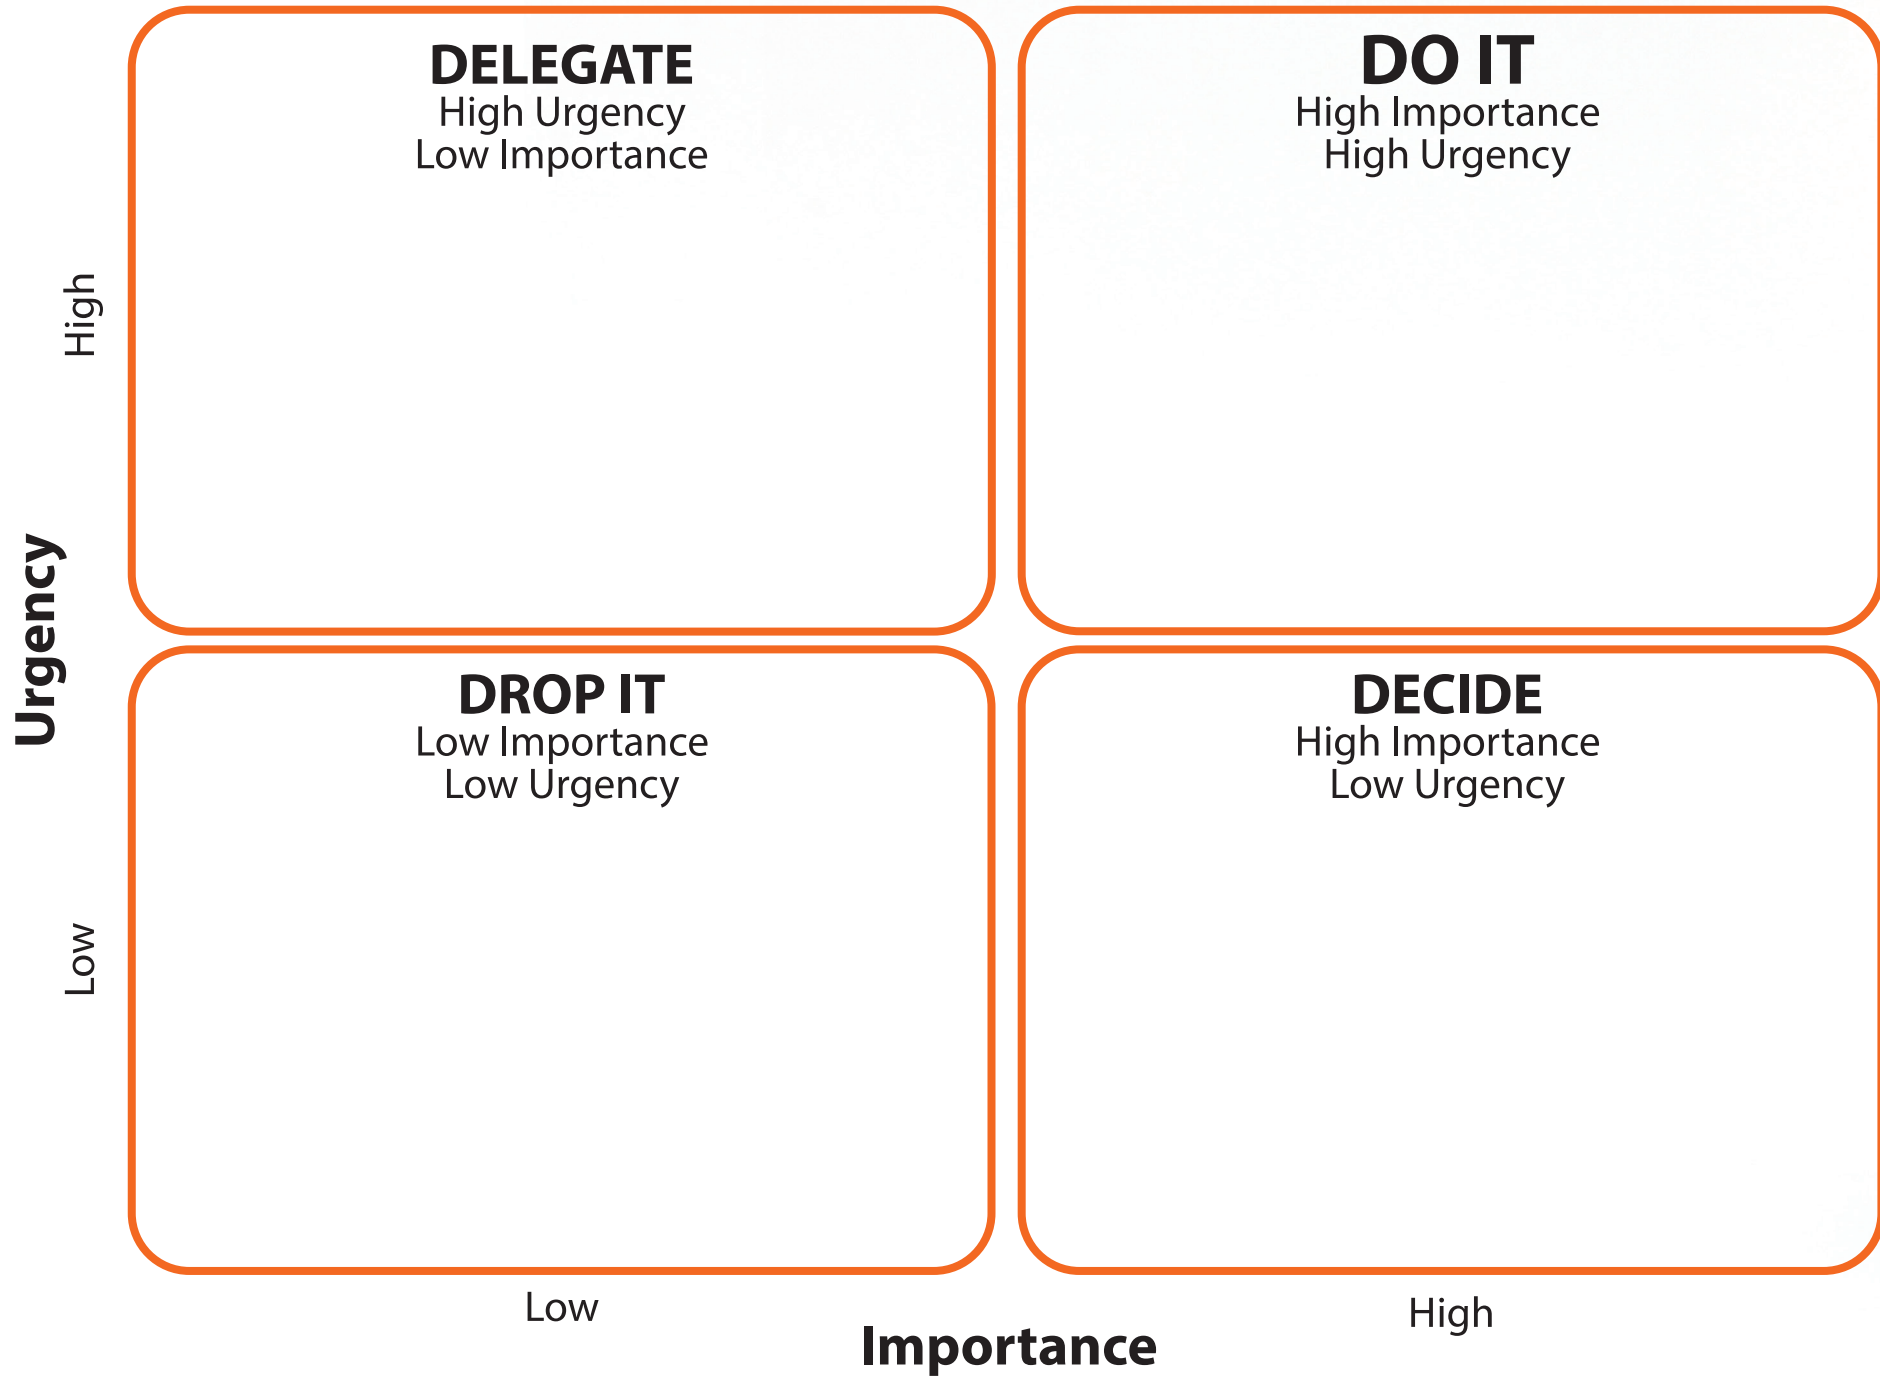 DELEGATE
High Urgency
Low Importance
DO IT
High Importance
High Urgency
High
Urgency
DROP IT
Low Importance
Low Urgency
DECIDE
High Importance
Low Urgency
Low
Low
High
Importance